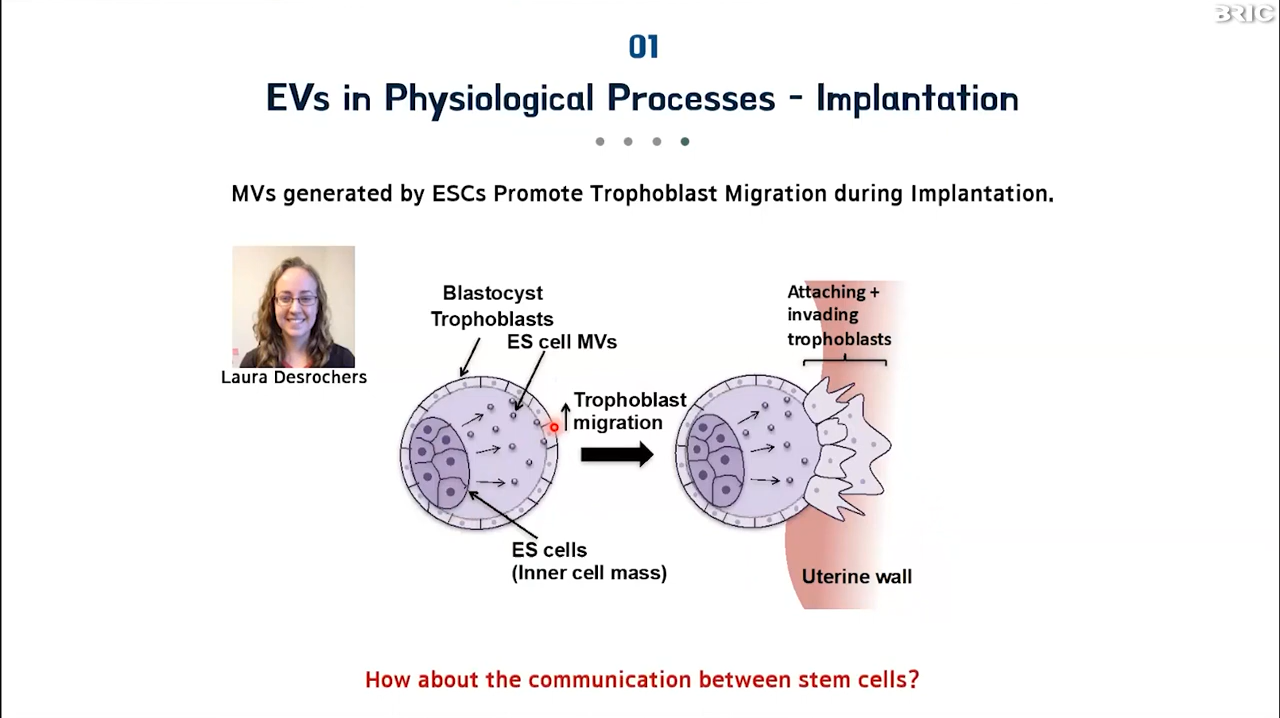 BRIC
01
EVs in Physiological Processes - Implantation
MVs generated by ESCs Promote Trophoblast Migration during Implantation.
Laura Desrochers
Blastocyst
Trophoblasts
ES cell MVs
Trophoblast
migration
ES cells
(Inner cell mass)
Attaching +
invading
trophoblasts
Uterine wall
How about the communication between stem cells?